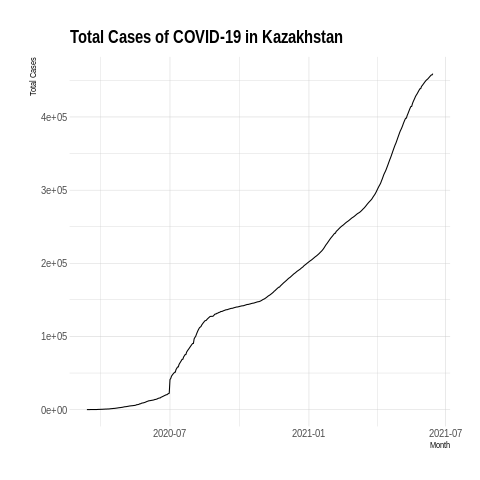 Total Cases of COVID-19 in Kazakhstan
Total Cases
4e+05
3e+05
2e+05
1e+05
0e+00
2020-07
2021-01
2021-07
Month